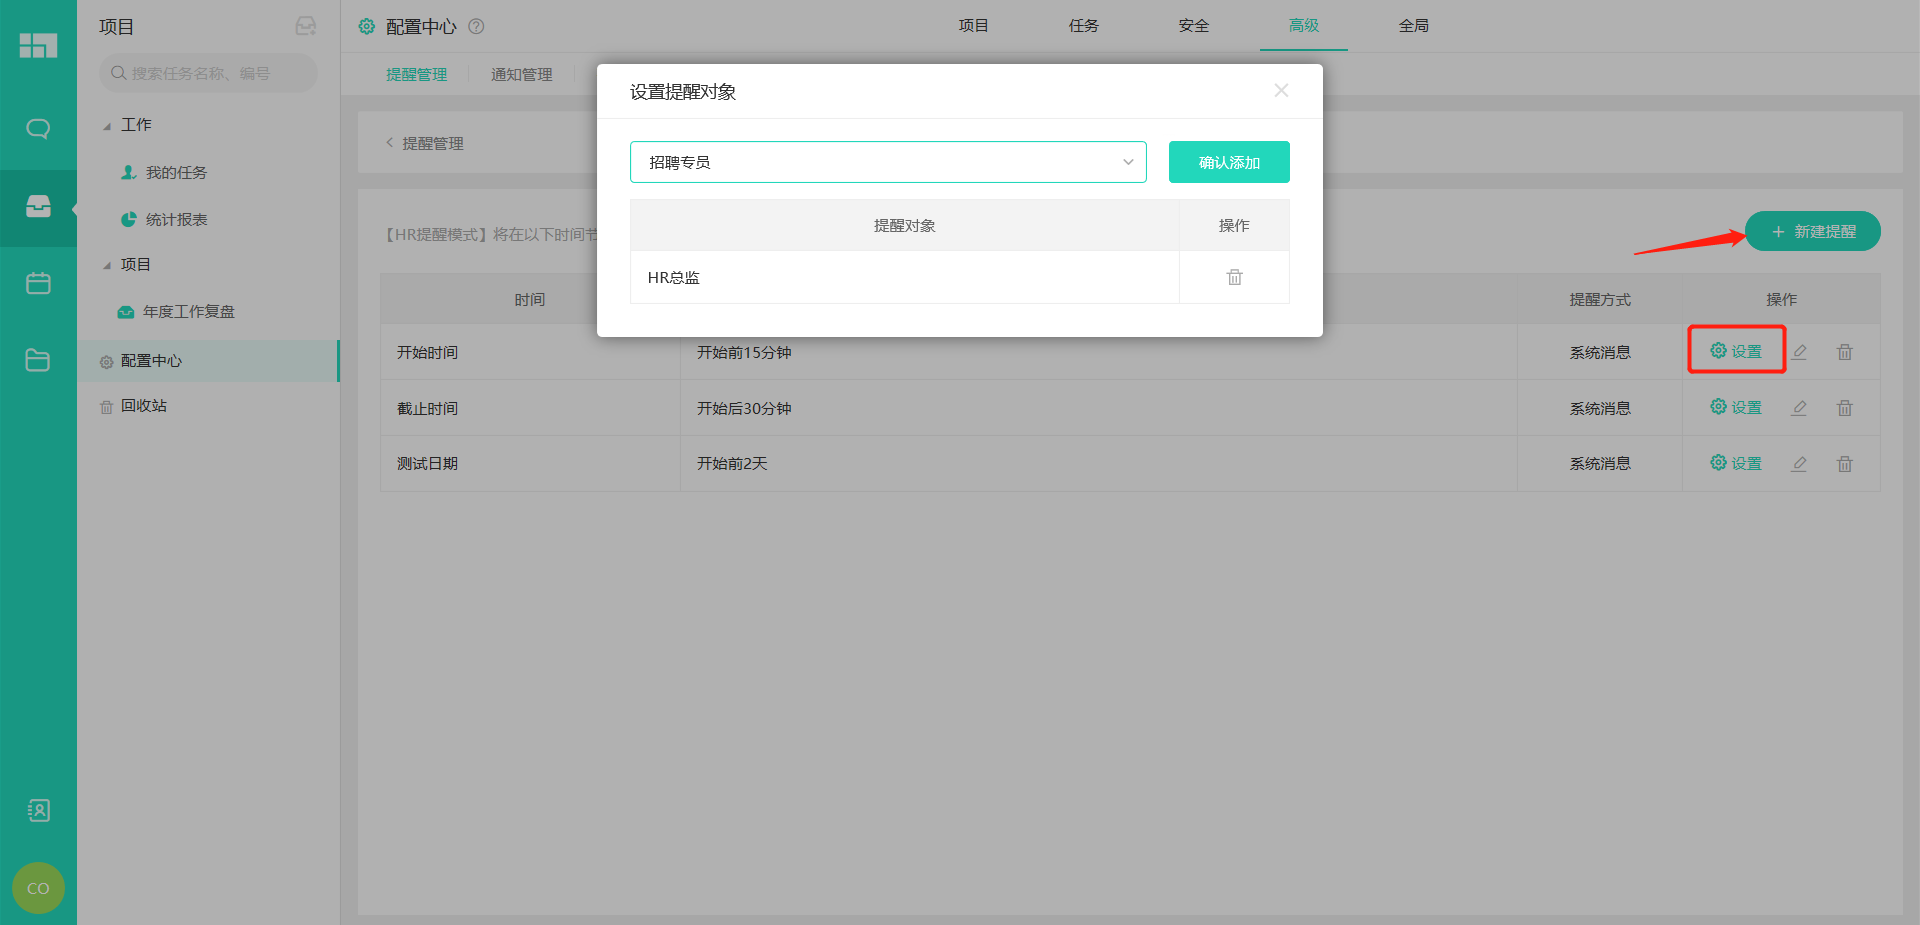 项目
搜索任务名称、编号
工作
我的任务
统计报表
项目
年度工作复盘
配置中心
回收站
CO
配置中心
项目
任务
安全
高级
全局
提醒管理
通知管理
提醒管理
【HR提醒模式】将在以下时间节
新建提醒
时间
提醒方式
操作
开始时间
开始前15分钟
系统消息
设置
截止时间
开始后30分钟
系统消息
设置
测试日期
开始前2天
系统消息
设置
设置提醒对象
招聘专员
确认添加
提醒对象
操作
HR总监